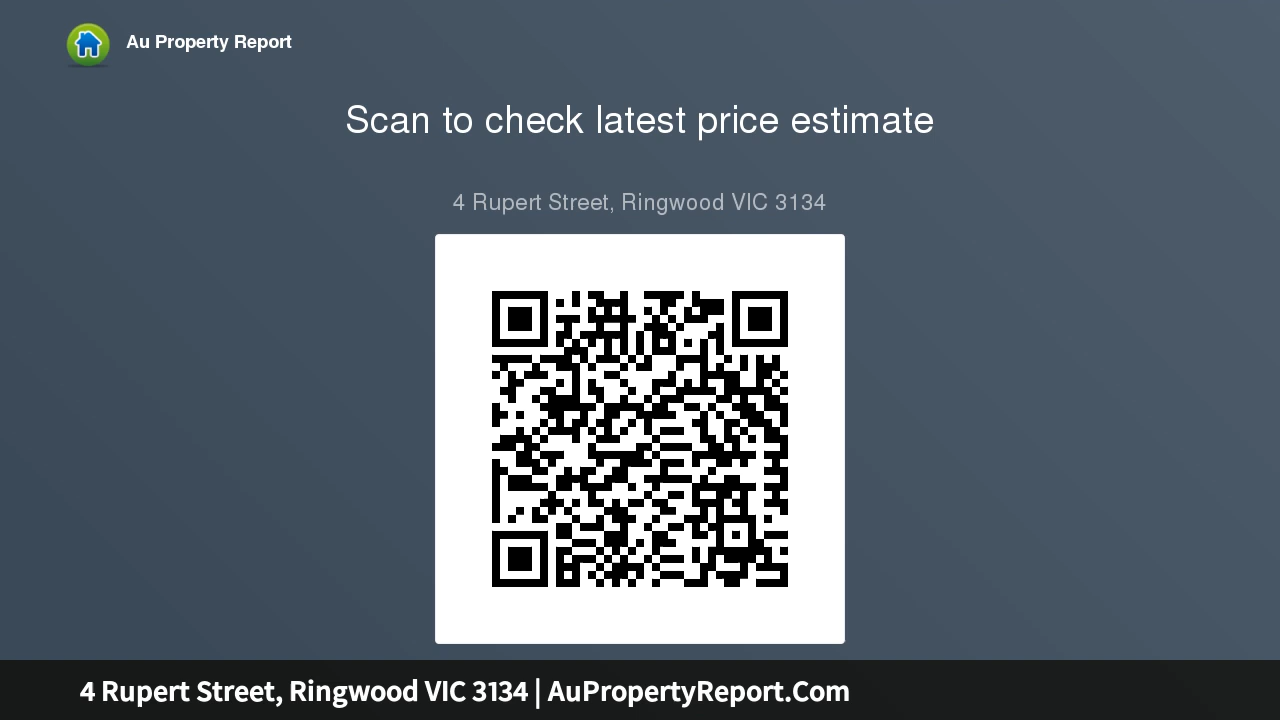 Au Property Report
Scan to check latest price estimate
4 Rupert Street, Ringwood VIC 3134
4 Rupert Street, Ringwood VIC 3134 | AuPropertyReport.Com